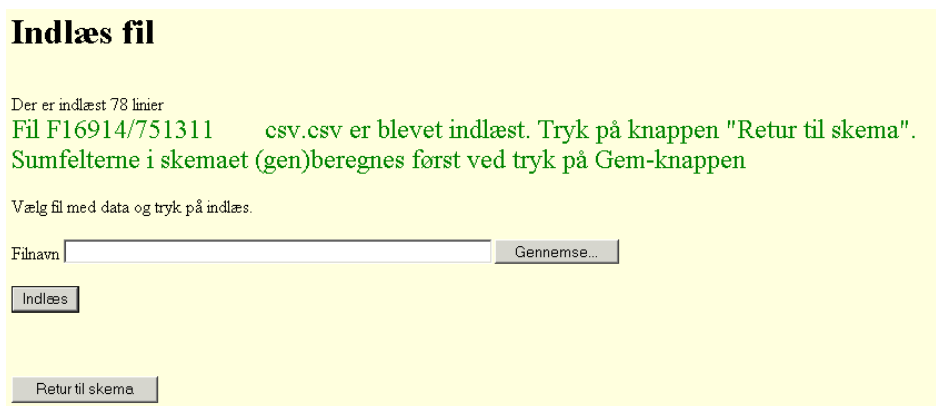 Indlæs fil
Der er indlæst 78 linier
Fil F16914/751311 csv.csv er blevet indlæst. Tryk på knappen "Retur til skema".
Sumfelterne i skemaet (gen)beregnes først ved tryk på Gem-knappen
Vælg fil med data og tryk på indlæs.
Filnavn Gennemse...
Indlæs
Retur til skema